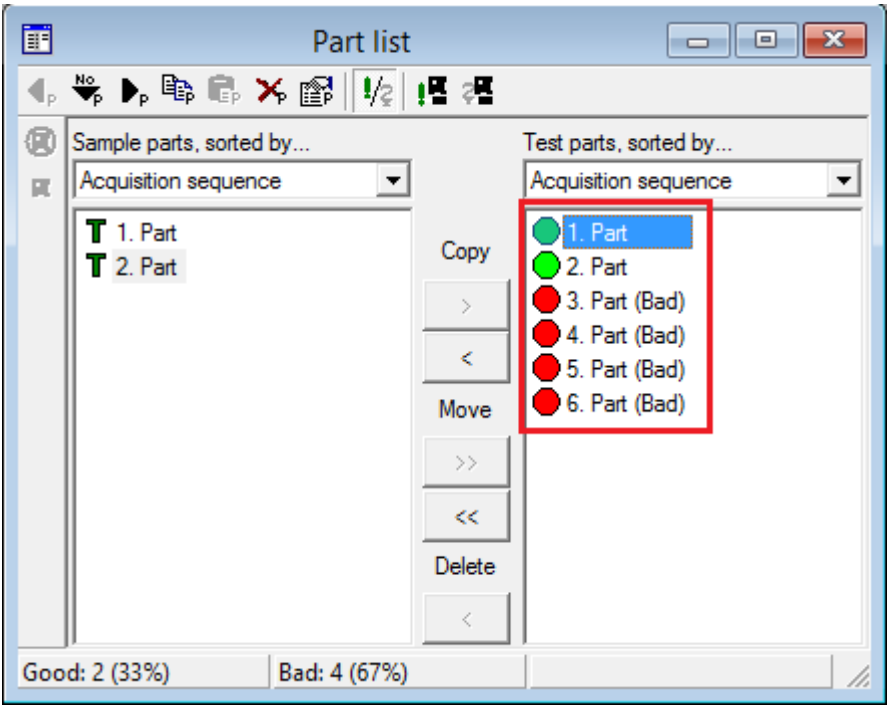 Part list
P No P P P P P P !/? ! ?
Sample parts, sorted by...
Test parts, sorted by...
Acquisition sequence
Acquisition sequence
T 1. Part
T 2. Part
Copy
>
<
Move
>>
<<
Delete
<
1. Part
2. Part
3. Part (Bad)
4. Part (Bad)
5. Part (Bad)
6. Part (Bad)
Good: 2 (33%)
Bad: 4 (67%)